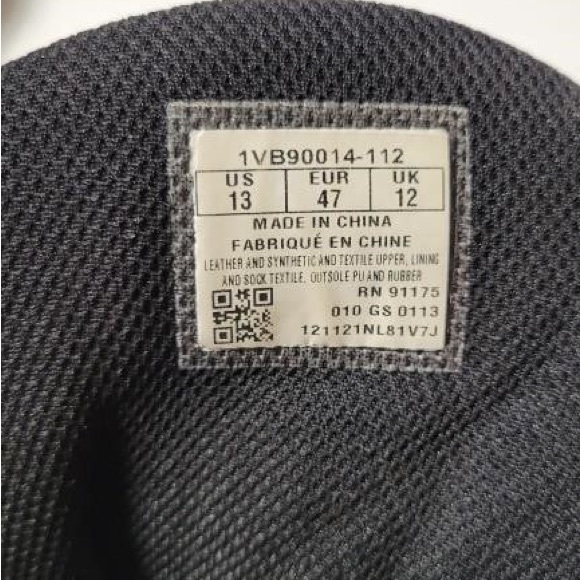 1VB90014-112
US EUR UK
13 47 12
MADE IN CHINA
FABRIQUÉ EN CHINE
LEATHER AND SYNTHETIC AND TEXTILE UPPER, LINING
AND SOCK TEXTILE, OUTSOLE PU AND RUBBER
RN 91175
010 GS 0113
121121NL81V7J